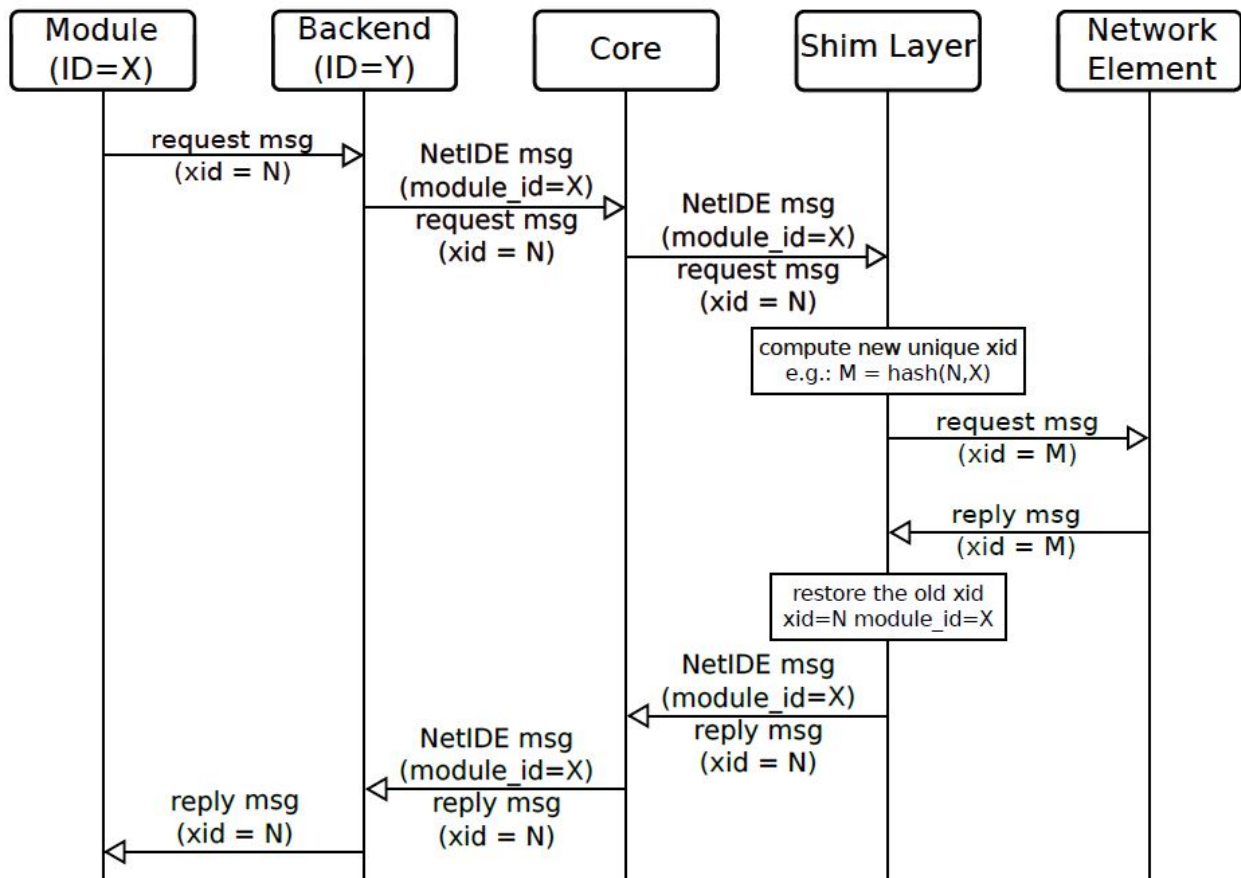 Module
(ID=X)
Backend
(ID=Y)
Core
Shim Layer
Network
Element
request msg
(xid = N)
NetIDE msg
(module_id=X)
request msg
(xid = N)
NetIDE msg
(module_id=X)
request msg
(xid = N)
compute new unique xid
e.g.: M = hash(N,X)
request msg
(xid = M)
reply msg
(xid = M)
restore the old xid
xid=N module_id=X
NetIDE msg
(module_id=X)
reply msg
(xid = N)
NetIDE msg
(module_id=X)
reply msg
(xid = N)
reply msg
(xid = N)